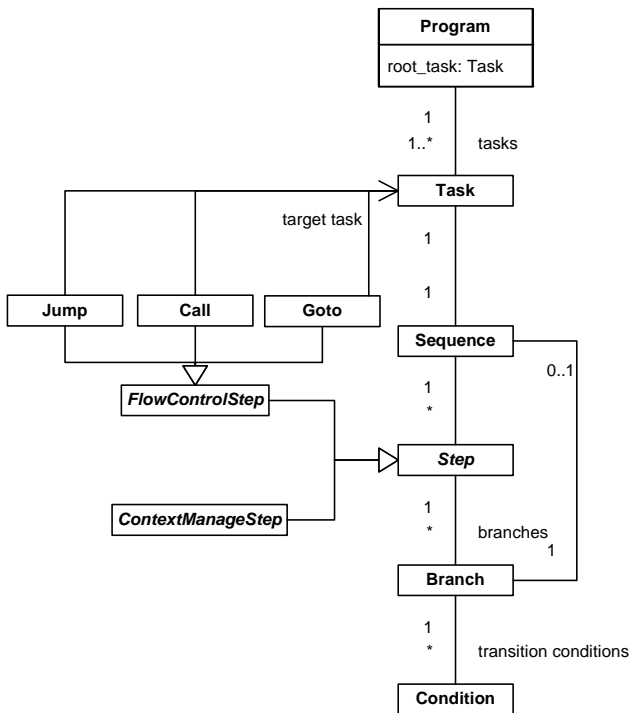 Program
root_task: Task
1
1..*
tasks
Task
target task
1
1
Jump
Call
Goto
Sequence
0..1
1
*
FlowControlStep
Step
ContextManageStep
1
*
branches
1
Branch
1
*
transition conditions
Condition